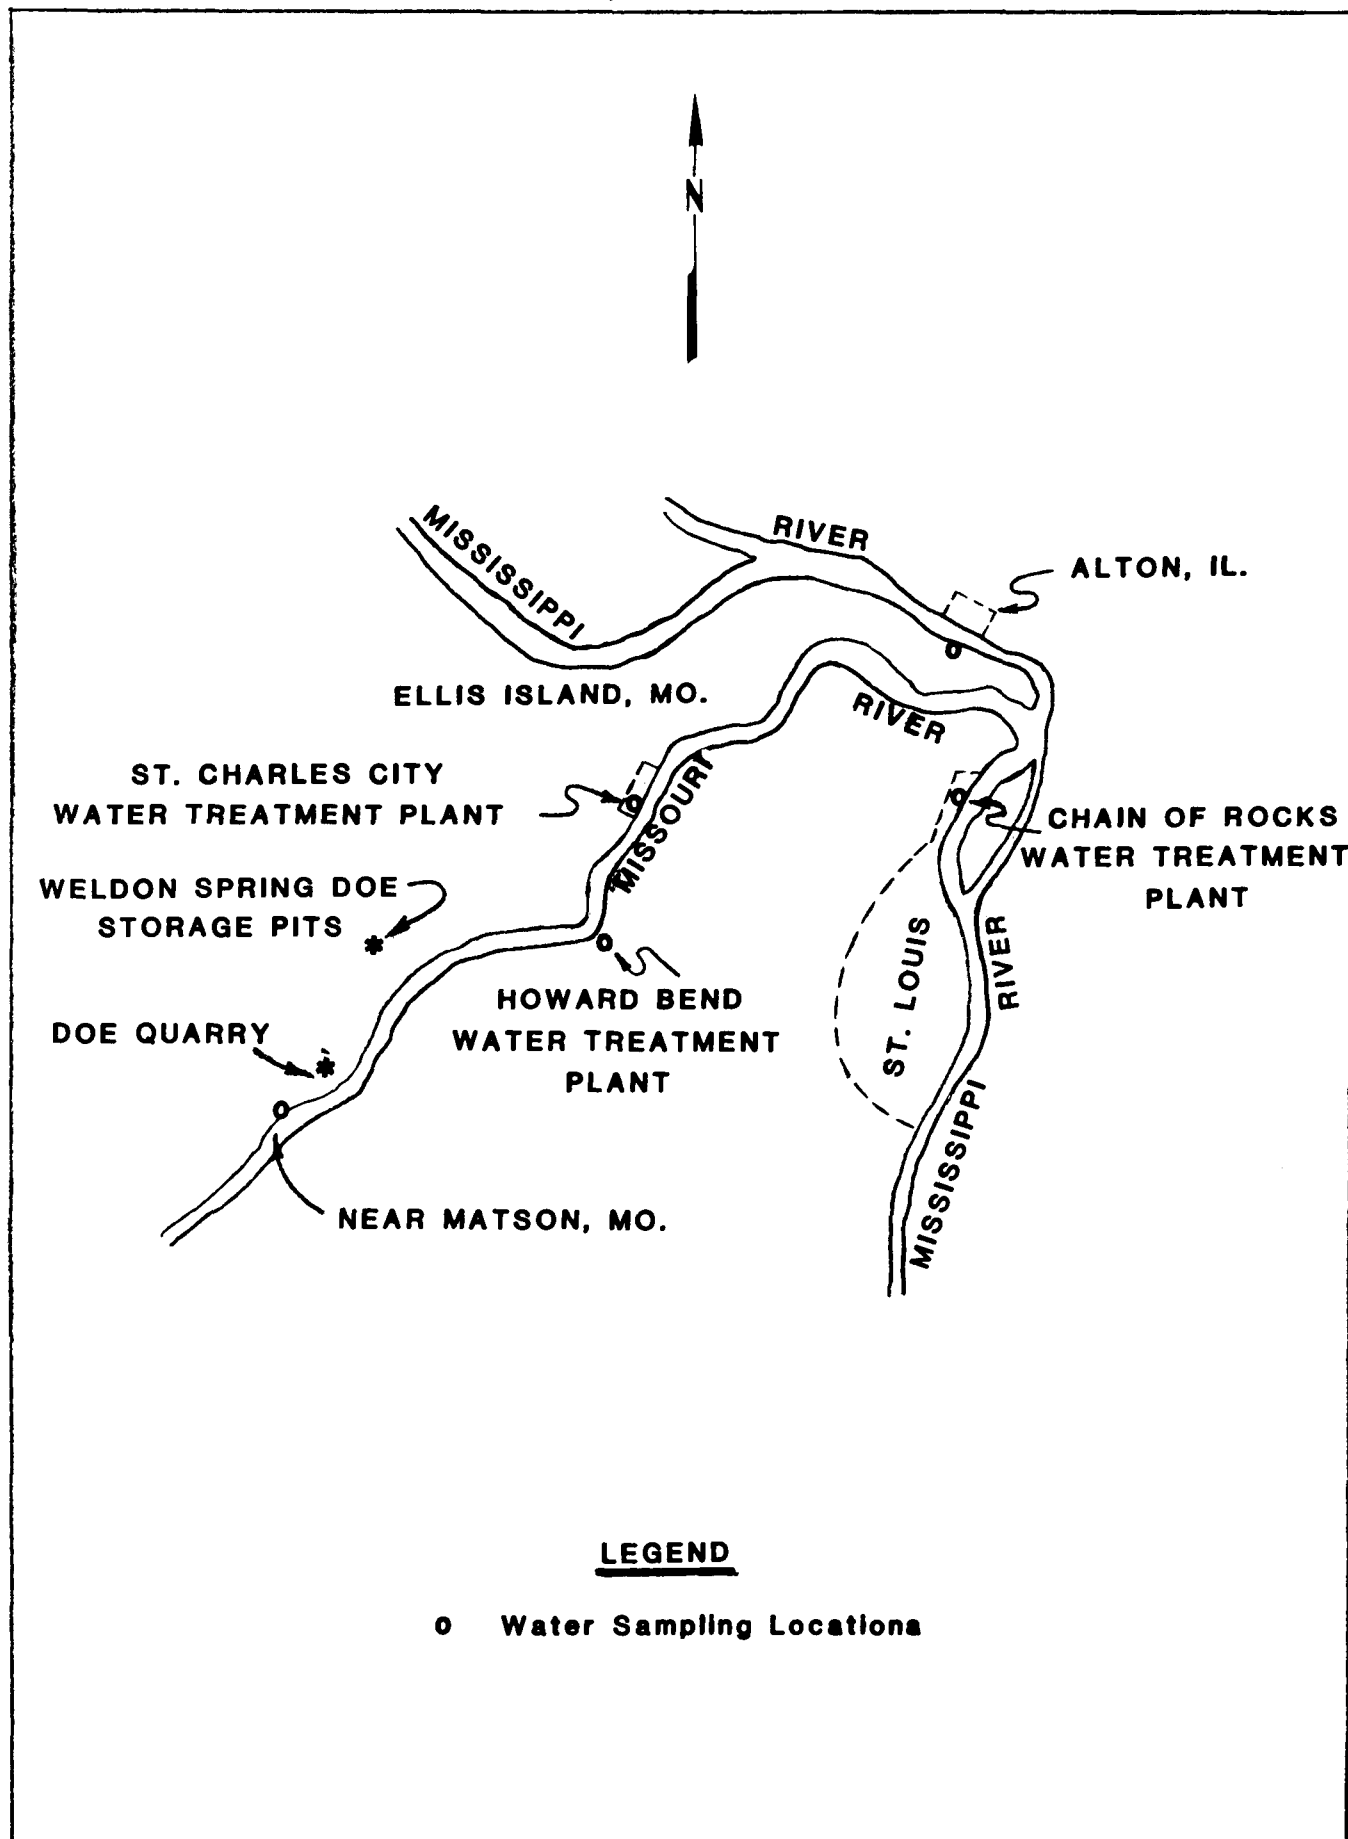 N
MISSISSIPPI
RIVER
ALTON, IL.
ELLIS ISLAND, MO.
RIVER
ST. CHARLES CITY
WATER TREATMENT PLANT
MISSOURI
CHAIN OF ROCKS
WATER TREATMENT
PLANT
WELDON SPRING DOE
STORAGE PITS
ST. LOUIS
RIVER
HOWARD BEND
WATER TREATMENT
PLANT
DOE QUARRY
MISSISSIPPI
NEAR MATSON, MO.
LEGEND
o Water Sampling Locations